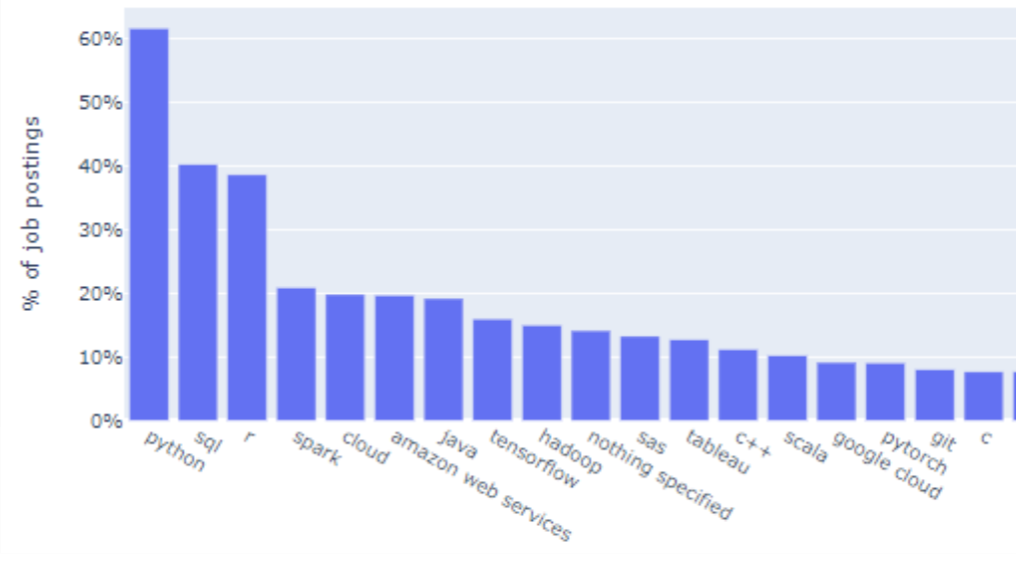 % of job postings
60%
50%
40%
30%
20%
10%
0%
python
sql
r
spark
cloud
amazon web services
java
tensorflow
hadoop
nothing specified
sas
tableau
c++
scala
google cloud
pytorch
git
c